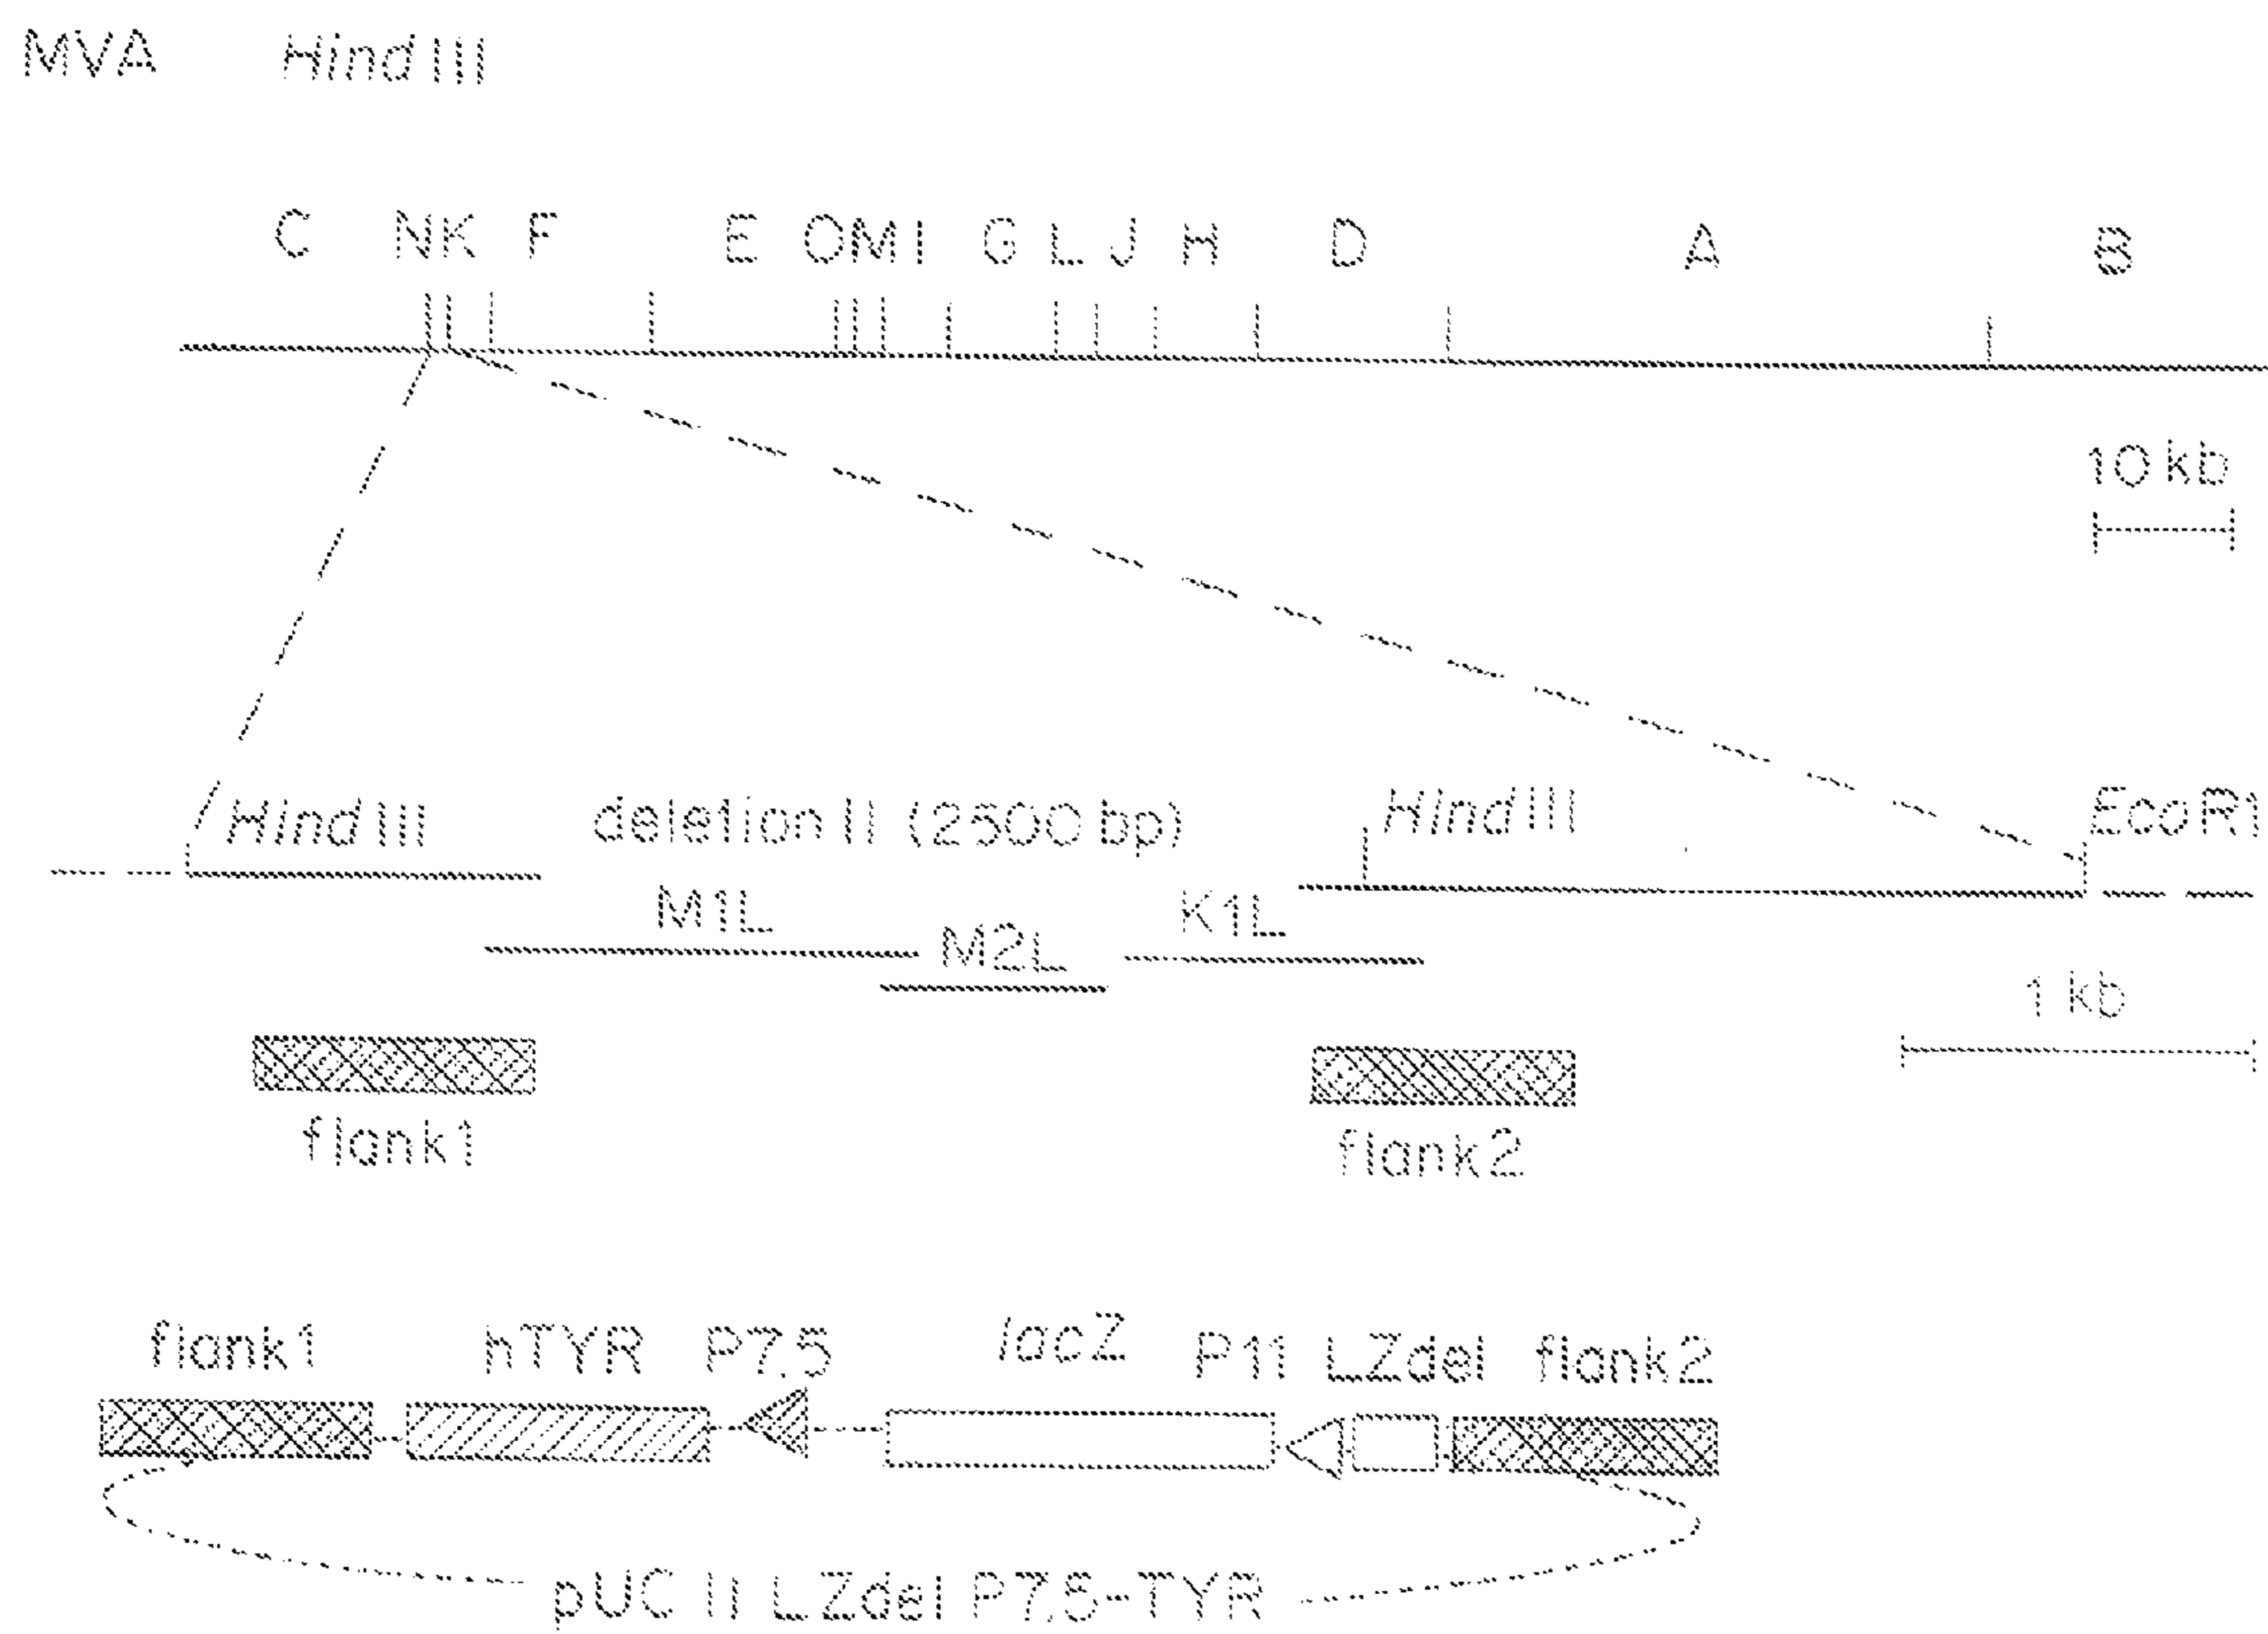 MVA HindIII
C NK F E OMI G L J H D A B
10 kb
HindIII deletion II (2500 bp) HindIII EcoR1
M1L K1L
M2L
1 kb
flank1 flank2
flank1 hTYR P7.5 lacZ P11 LZdel flank2
pUC II LZdel P7.5-TYR